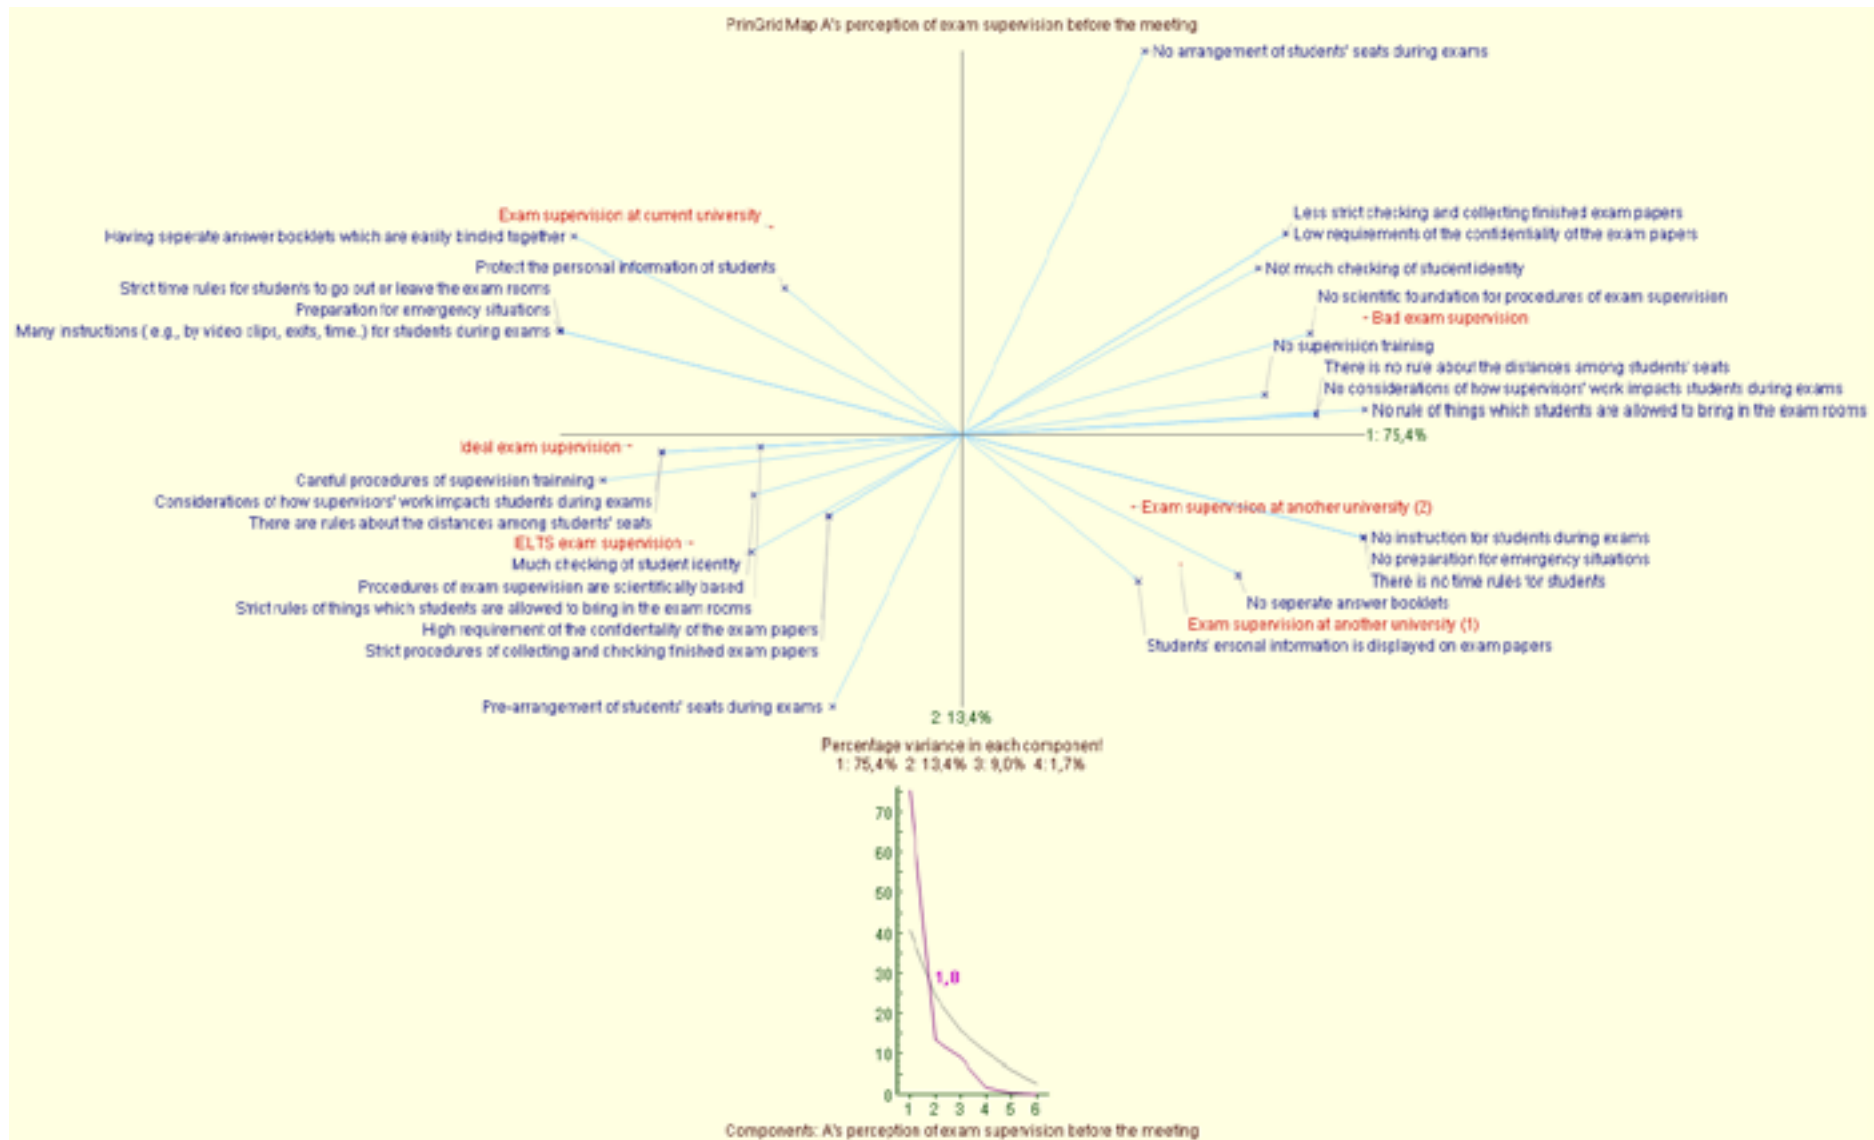 PrinGrid Map A's perception of exam supervision before the meeting
No arrangement of students' seats during exams
Exam supervision at current university
Having seperate answer bocklets which are easily binded together
Protect the personal information of students
Strict time rules for students to go out or leave the exam rooms
Preparation for emergency situations
Many instructions ( e.g., by video clips, exits, time..) for students during exams
Less strict checking and collecting finished exam papers
Low requirements of the confidentiality of the exam papers
Not much checking of student identity
No scientific foundation for procedures of exam supervision
Bad exam supervision
No supervision training
There is no rule about the distances among students' seats
No considerations of how supervisors' work impacts students during exams
No rule of things which students are allowed to bring in the exam rooms
1: 75,4%
Ideal exam supervision
Careful procedures of supervision trainning
Considerations of how supervisors' work impacts students during exams
There are rules about the distances among students' seats
IELTS exam supervision
Much checking of student identity
Procedures of exam supervision are scientifically based
Strict rules of things which students are allowed to bring in the exam rooms
High requirement of the confidentality of the exam papers
Strict procedures of collecting and checking finished exam papers
Pre-arrangement of students' seats during exams
Exam supervision at another university (2)
No instruction for students during exams
No preparation for emergency situations
There is no time rules for students
No seperate answer booklets
Exam supervision at another university (1)
Students' ersonal information is displayed on exam papers
2: 13,4%
Percentage variance in each component
1: 75,4% 2: 13,4% 3: 9,0% 4: 1,7%
70
60
50
40
30
20
10
0
1,8
1 2 3 4 5 6
Components: A's perception of exam supervision before the meeting